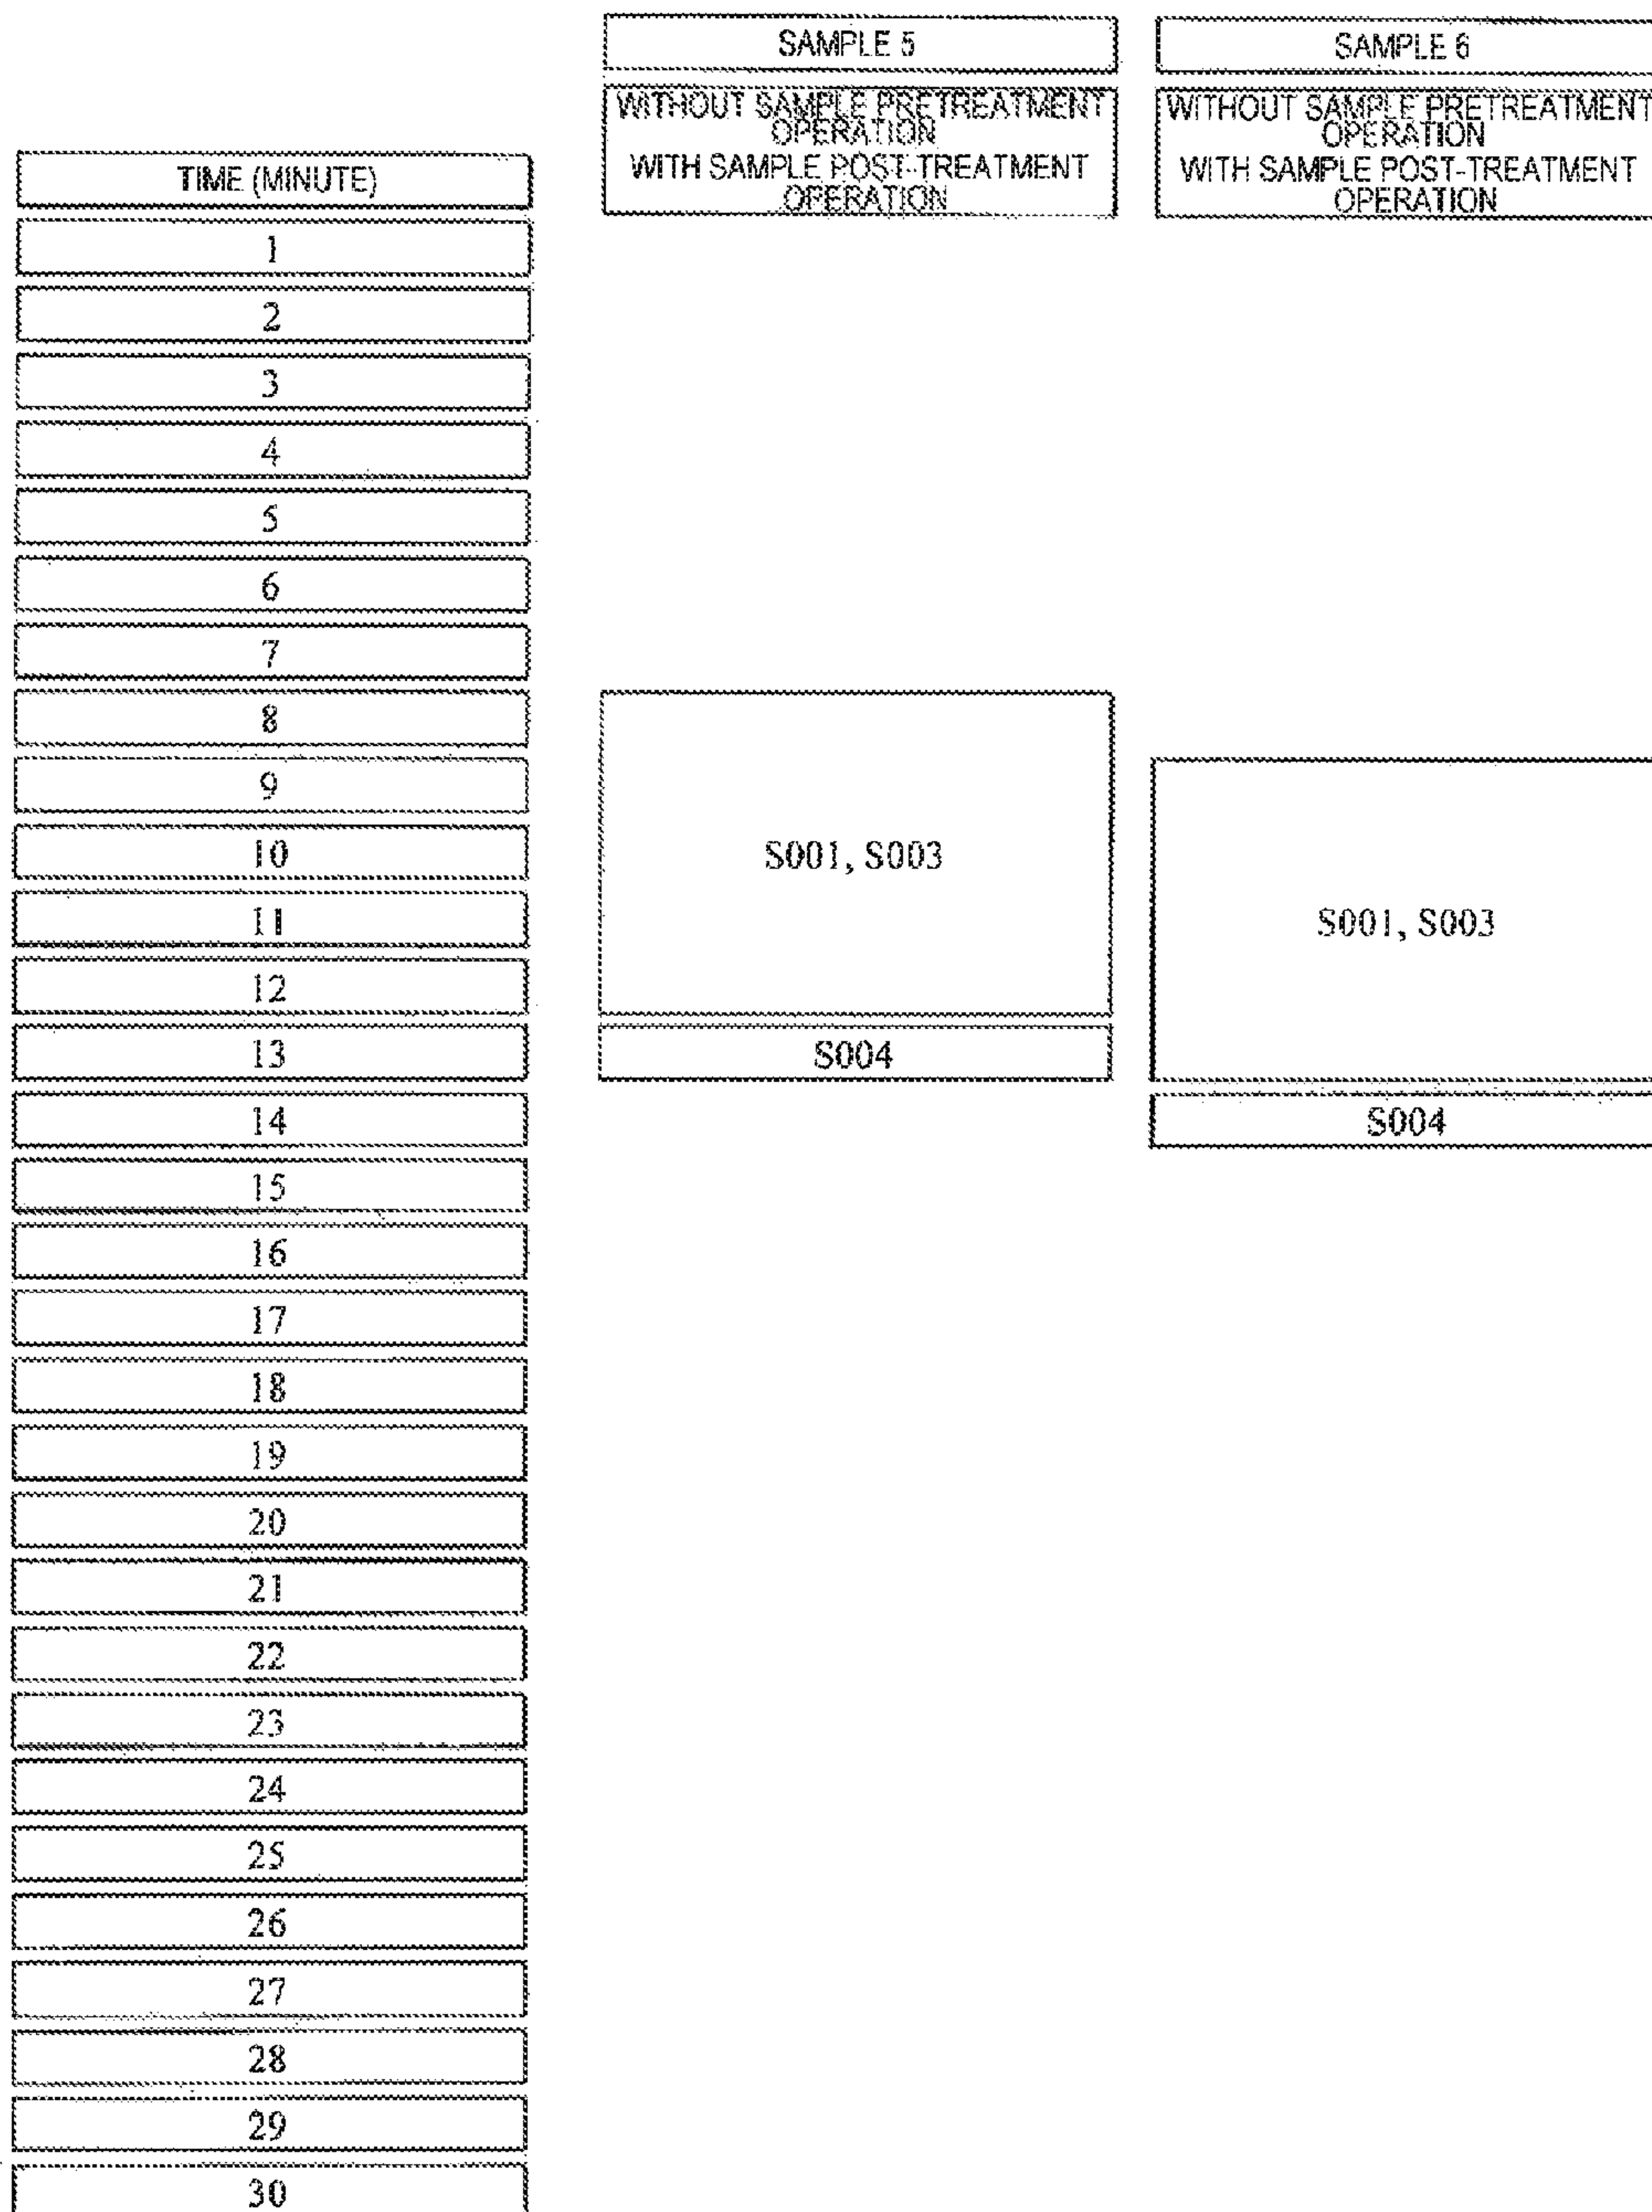 SAMPLE 5
SAMPLE 6
WITHOUT SAMPLE PRETREATMENT
OPERATION
WITH SAMPLE POST-TREATMENT
OPERATION
WITHOUT SAMPLE PRETREATMENT
OPERATION
WITH SAMPLE POST-TREATMENT
OPERATION
TIME (MINUTE)
1
2
3
4
5
6
7
8
9
10
11
12
13
14
15
16
17
18
19
20
21
22
23
24
25
26
27
28
29
30
S001, S003
S004
S001, S003
S004